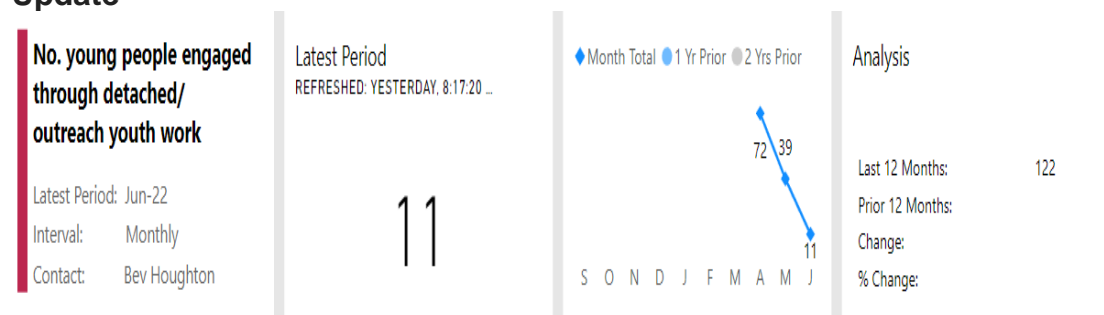 Update
No. young people engaged
through detached/
outreach youth work
Latest Period: Jun-22
Interval: Monthly
Contact: Bev Houghton
Latest Period
REFRESHED: YESTERDAY, 8:17:20 ...
11
Month Total 1 Yr Prior 2 Yrs Prior
72 39
11
S O N D J F M A M J
Analysis
Last 12 Months: 122
Prior 12 Months:
Change:
% Change: